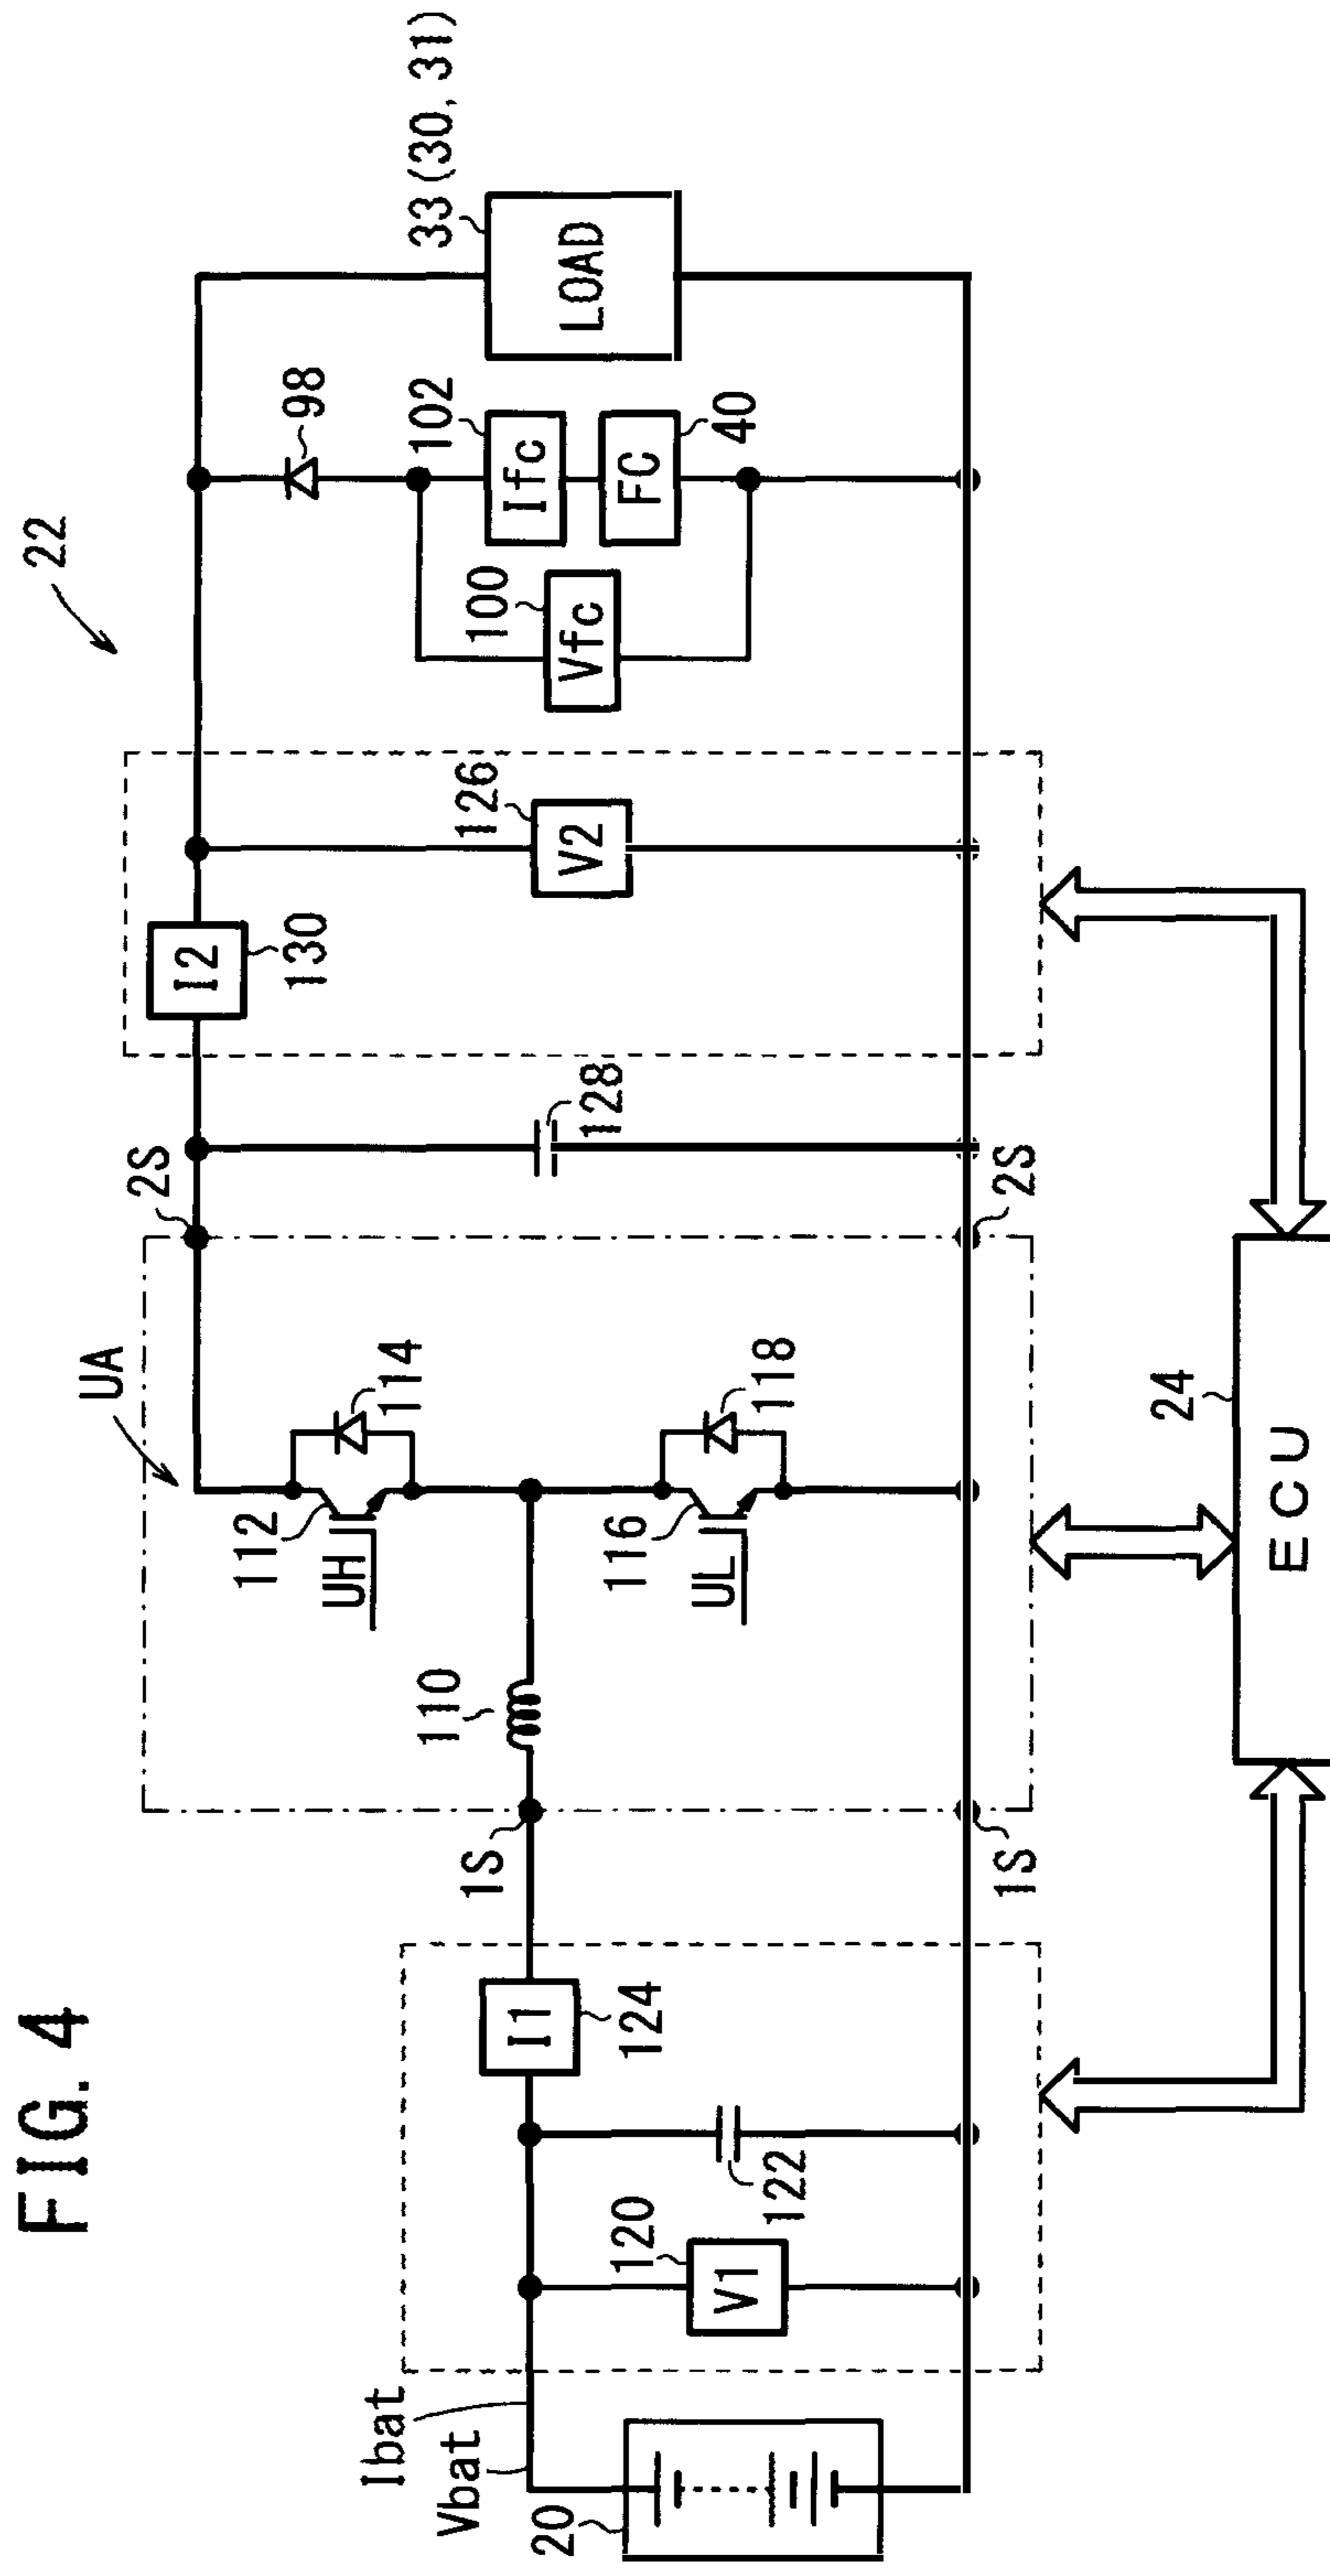 FIG. 4
22
UA
2S
I2
130
98
33 (30, 31)
LOAD
102
Ifc
100
Vfc
FC
40
126
V2
128
112
UH
114
110
116
UL
118
1S
I1
124
Ibat
Vbat
20
120
V1
122
1S
2S
24
ECU